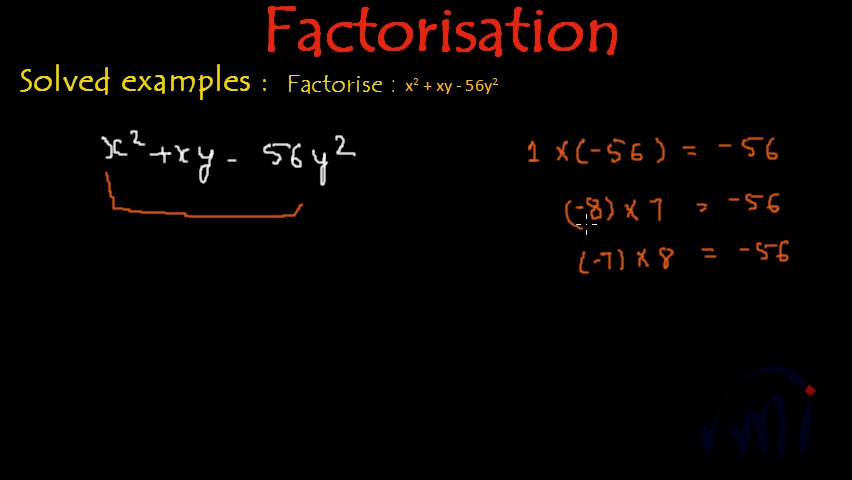 Factorisation
Solved examples : Factorise : x² + xy - 56y²
x² + xy - 56y²
1 × (-56) = -56
(-8) × 7 = -56
(-7) × 8 = -56